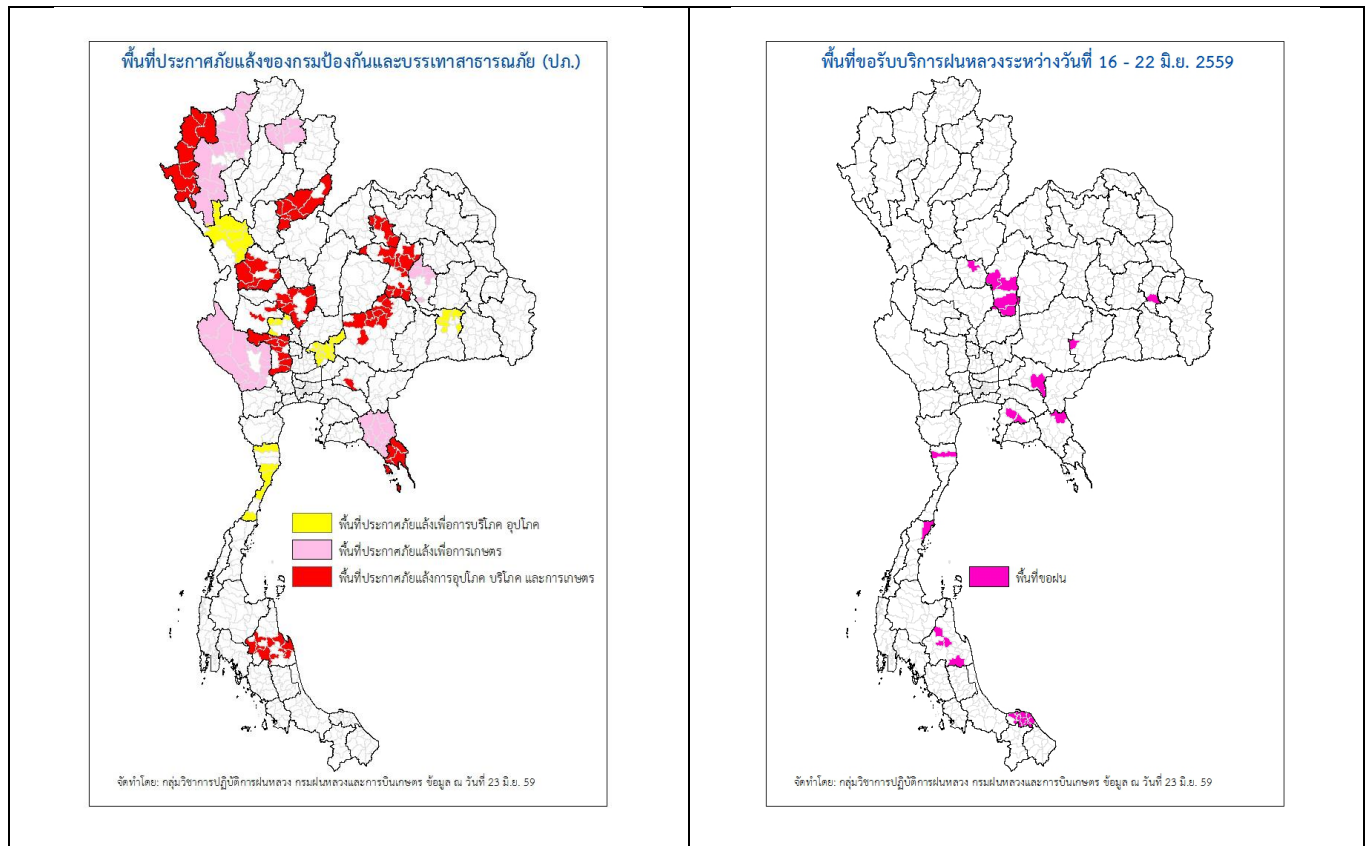 พื้นที่ประกาศภัยแล้งของกรมป้องกันและบรรเทาสาธารณภัย (ปภ.)
พื้นที่ประกาศภัยแล้งเพื่อการบริโภค อุปโภค
พื้นที่ประกาศภัยแล้งเพื่อการเกษตร
พื้นที่ประกาศภัยแล้งการอุปโภค บริโภค และการเกษตร
จัดทำโดย: กลุ่มวิชาการปฏิบัติการฝนหลวง กรมฝนหลวงและการบินเกษตร ข้อมูล ณ วันที่ 23 มิ.ย. 59
พื้นที่ขอรับบริการฝนหลวงระหว่างวันที่ 16 - 22 มิ.ย. 2559
พื้นที่ขอฝน
จัดทำโดย: กลุ่มวิชาการปฏิบัติการฝนหลวง กรมฝนหลวงและการบินเกษตร ข้อมูล ณ วันที่ 23 มิ.ย. 59